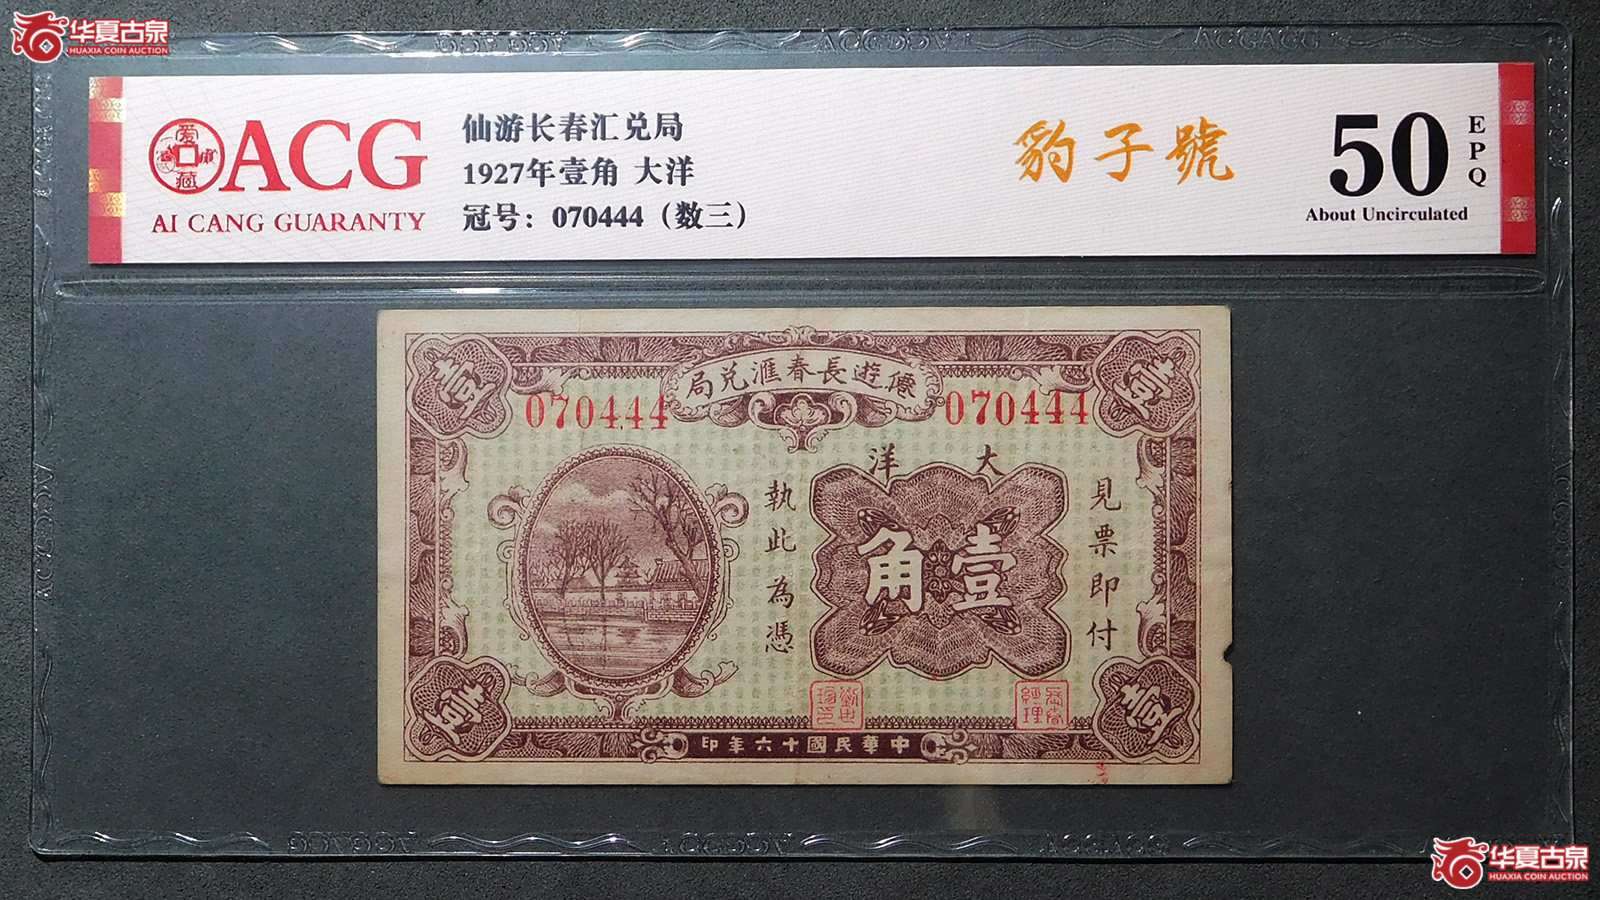 华夏古泉
HUAXIA COIN AUCTION
爱
藏
ACG
AI CANG GUARANTY
仙游长春汇兑局
1927年壹角 大洋
冠号：070444（数三）
豹子號
50
EPQ
About Uncirculated
壹
壹
局兑滙春長遊僊
070444
070444
洋大
見票即付
角壹
執此為憑
經理
印年六十國民華中
壹
壹
华夏古泉
HUAXIA COIN AUCTION